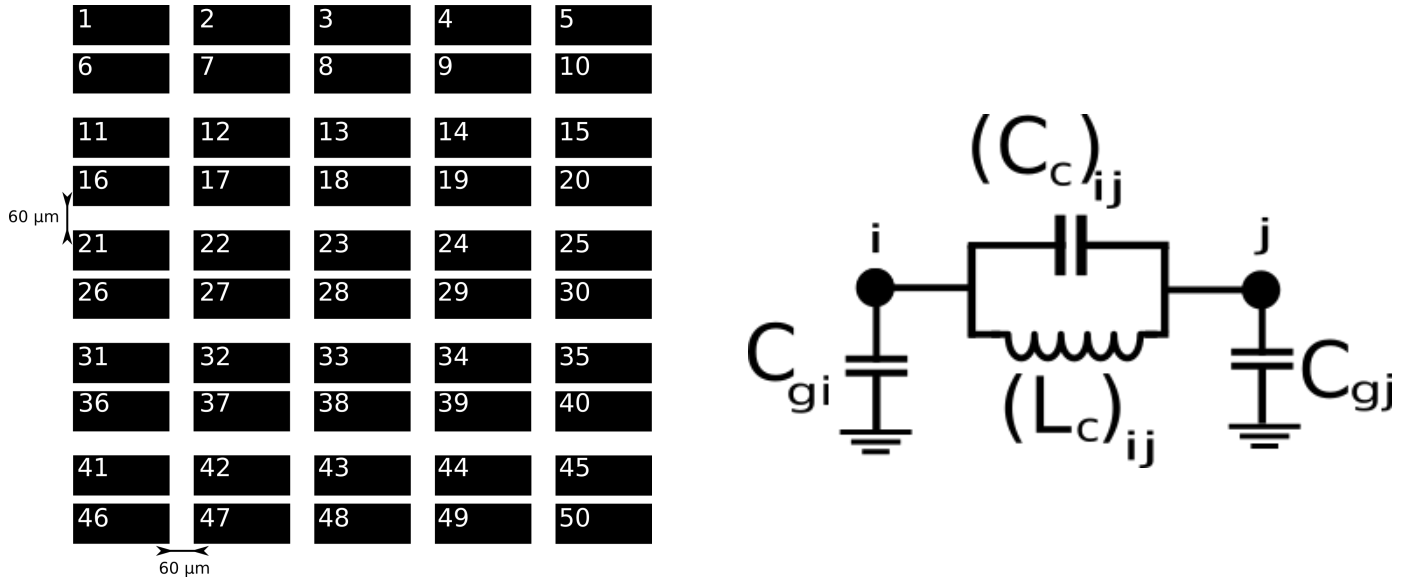 1 2 3 4 5
6 7 8 9 10
11 12 13 14 15
16 17 18 19 20
60 µm
21 22 23 24 25
26 27 28 29 30
31 32 33 34 35
36 37 38 39 40
41 42 43 44 45
46 47 48 49 50
60 µm
(Cc)ij
i j
Cgi Cgj
(Lc)ij